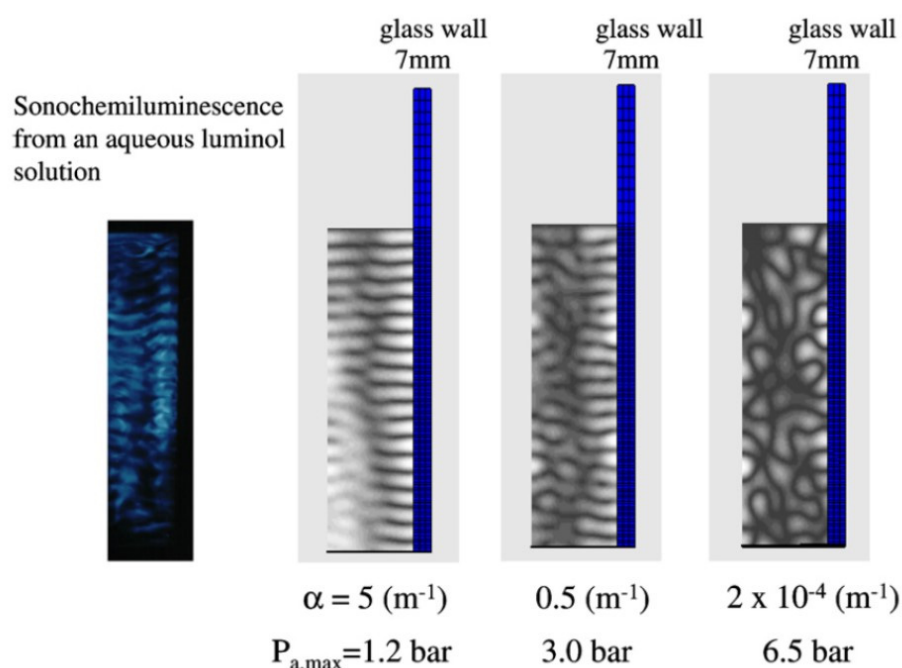 glass wall
7mm
glass wall
7mm
glass wall
7mm
Sonochemiluminescence
from an aqueous luminol
solution
α = 5 (m⁻¹)
0.5 (m⁻¹)
2 x 10⁻⁴ (m⁻¹)
Pₐ,ₘₐₓ=1.2 bar
3.0 bar
6.5 bar